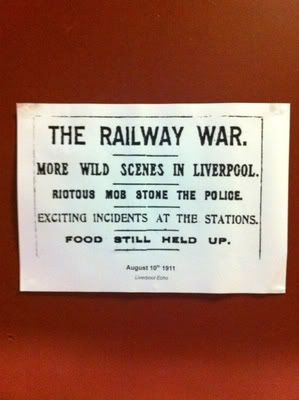 THE RAILWAY WAR.
MORE WILD SCENES IN LIVERPOOL.
RIOTOUS MOB STONE THE POLICE.
EXCITING INCIDENTS AT THE STATIONS.
FOOD STILL HELD UP.
August 10th 1911
Liverpool Echo